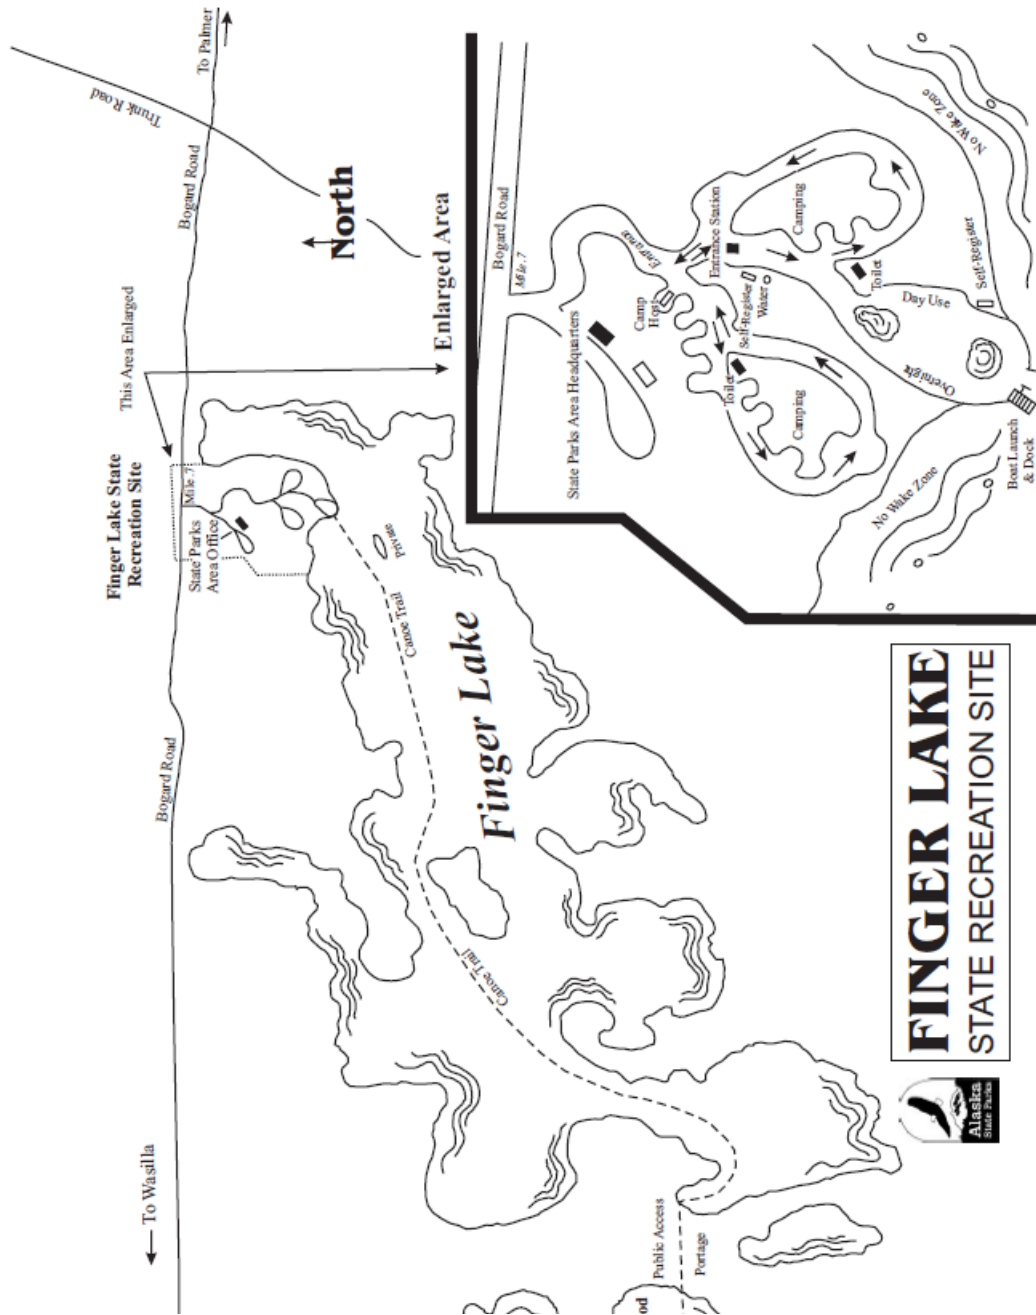 To Palmer
Trunk Road
Bogard Road
North
This Area Enlarged
Enlarged Area
Finger Lake State
Recreation Site
Mile .7
State Parks
Area Office
Private
Canoe Trail
Finger Lake
Bogard Road
Canoe Trail
To Wasilla
Public Access
Portage
od
Bogard Road
Mile .7
Entrance
State Parks Area Headquarters
Camp
Host
Entrance Station
Camping
Self-Register
Water
Toilet
Toilet
Camping
Day Use
Overnight
Self-Register
No Wake Zone
No Wake Zone
Boat Launch
& Dock
FINGER LAKE
STATE RECREATION SITE
Alaska
State Parks